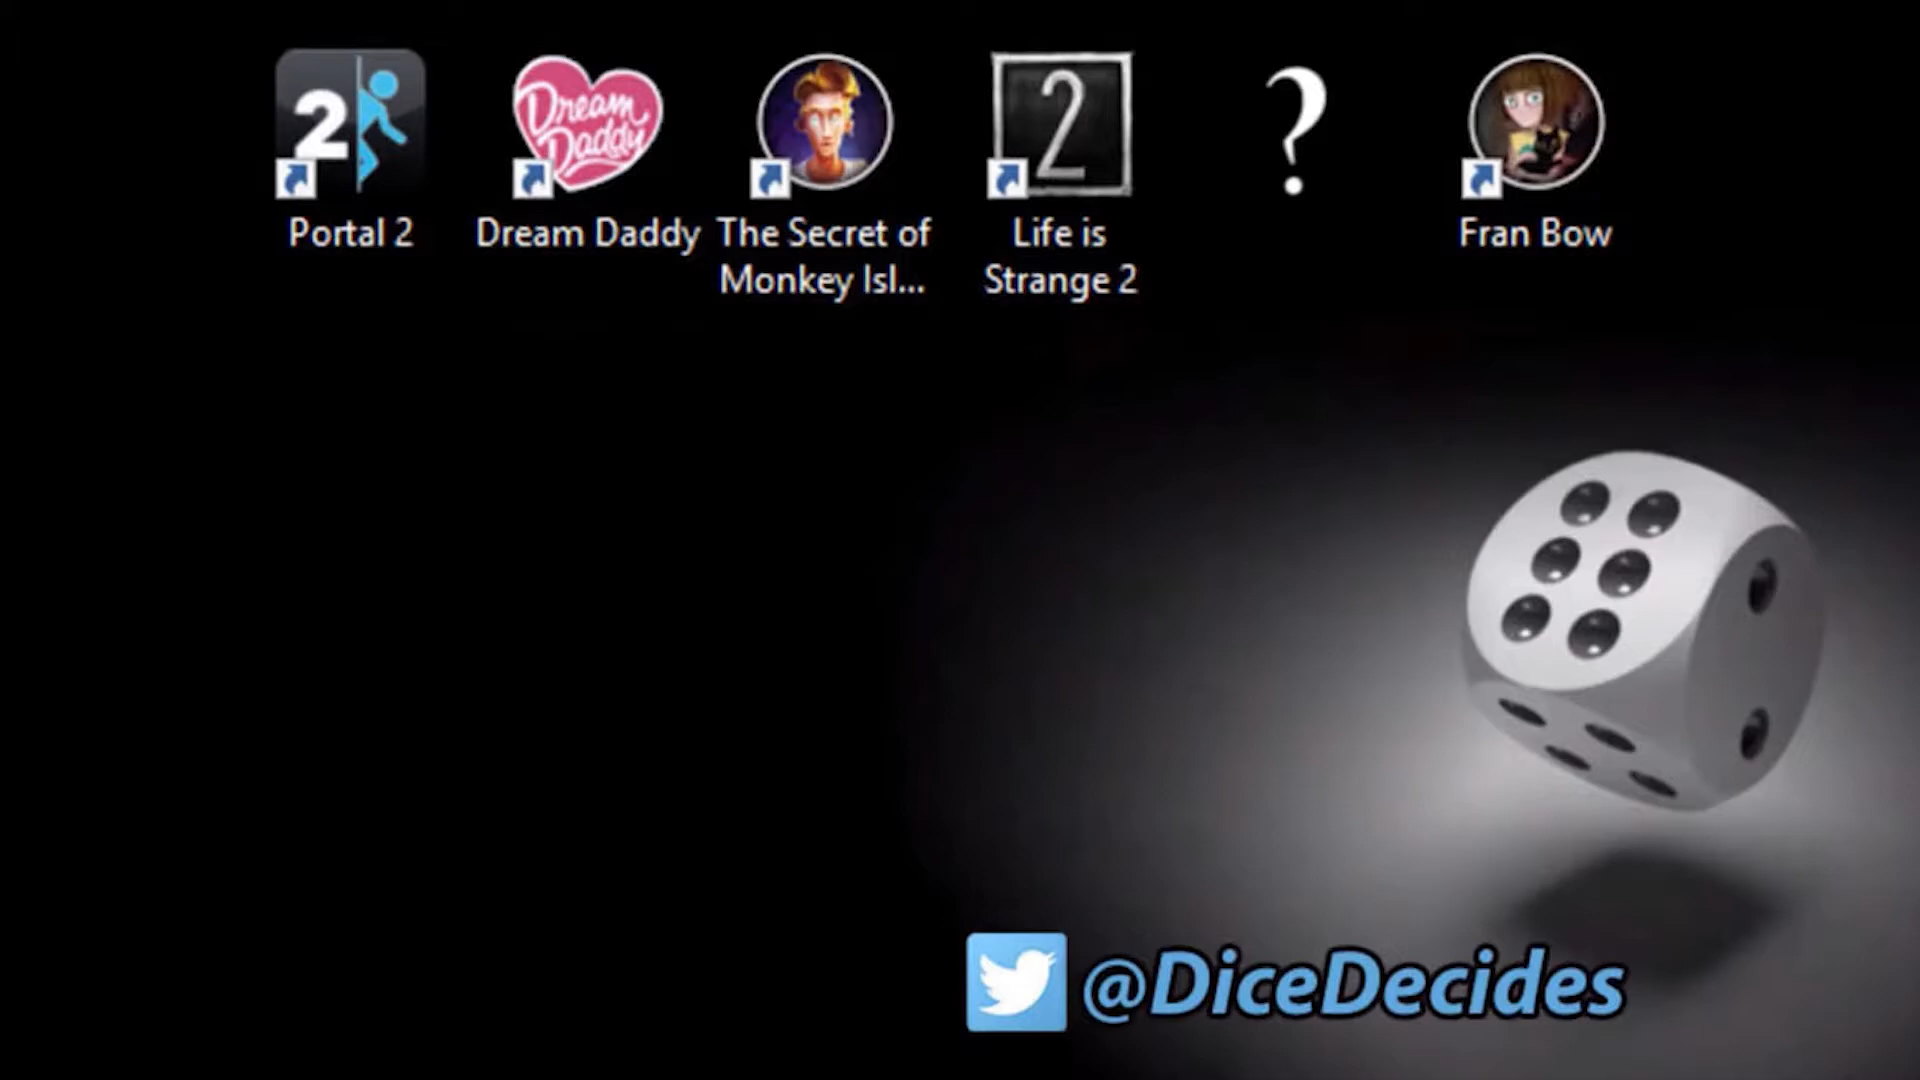 2
Dream
Daddy
2
?
Portal 2
Dream Daddy
The Secret of
Monkey Isl...
Life is
Strange 2
Fran Bow
@DiceDecides